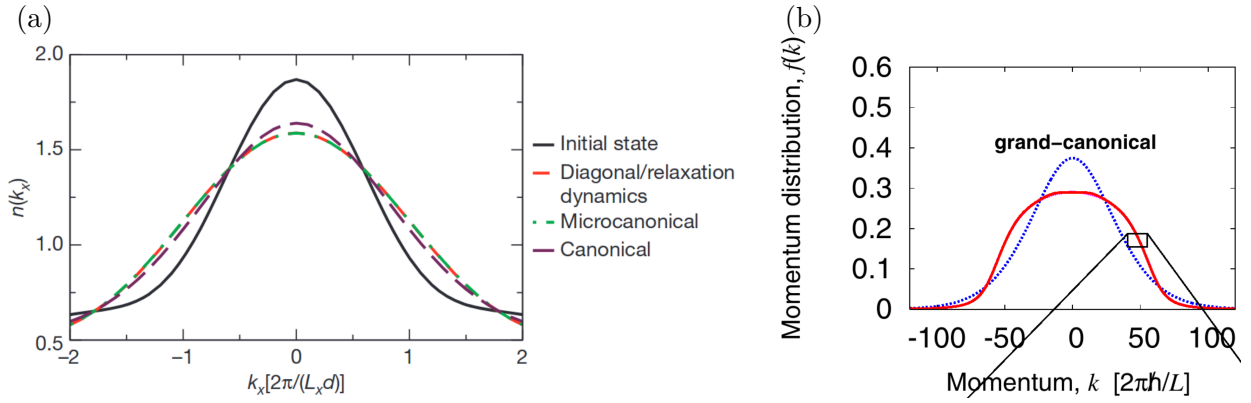 (a)
2.0
1.5
1.0
0.5
n(kₓ)
−2
−1
0
1
2
kₓ[2π/(Lₓd)]
Initial state
Diagonal/relaxation
dynamics
Microcanonical
Canonical
(b)
Momentum distribution, f(k)
0.6
0.5
0.4
0.3
0.2
0.1
0
grand−canonical
-100
-50
0
50
100
Momentum, k [2πℏ/L]